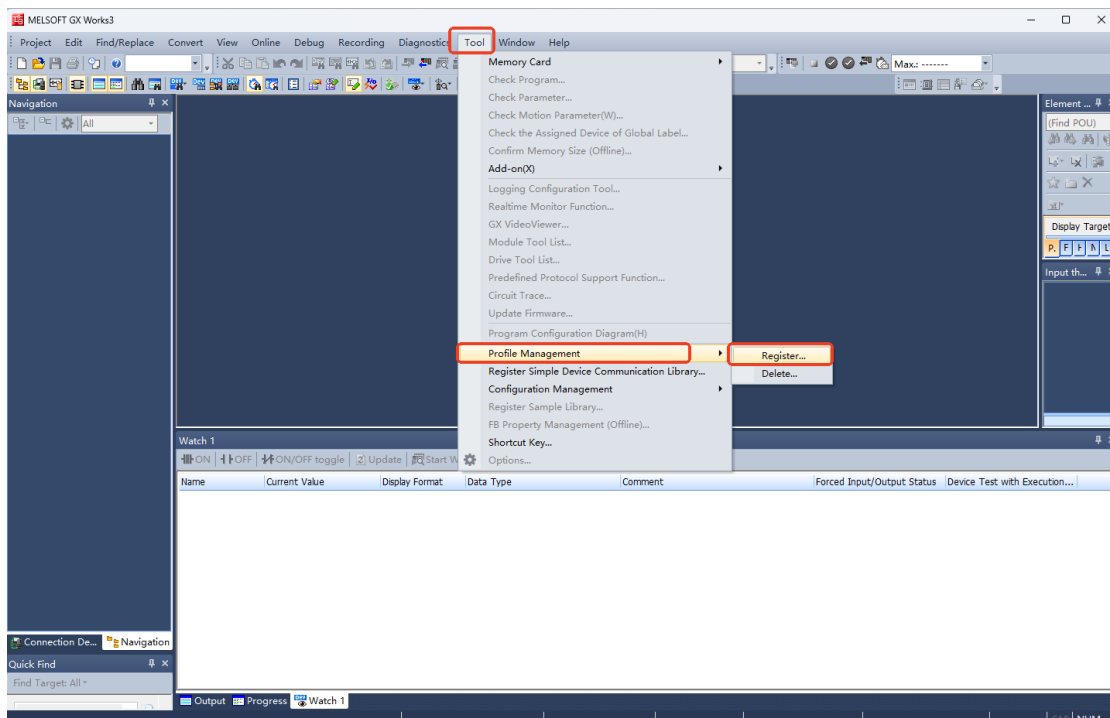 MELSOFT GX Works3
Project Edit Find/Replace Convert View Online Debug Recording Diagnostics Tool Window Help
Max.: -------
Navigation
All
Memory Card
Check Program...
Check Parameter...
Check Motion Parameter(W)...
Check the Assigned Device of Global Label...
Confirm Memory Size (Offline)...
Add-on(X)
Logging Configuration Tool...
Realtime Monitor Function...
GX VideoViewer...
Module Tool List...
Drive Tool List...
Predefined Protocol Support Function...
Circuit Trace...
Update Firmware...
Program Configuration Diagram(H)
Profile Management
Register Simple Device Communication Library...
Configuration Management
Register Sample Library...
FB Property Management (Offline)...
Shortcut Key...
Options...
Register...
Delete...
Element ...
(Find POU)
Display Target
P.
Input th...
Watch 1
ON OFF ON/OFF toggle Update Start W
Name Current Value Display Format Data Type Comment Forced Input/Output Status Device Test with Execution...
Connection De... Navigation
Quick Find
Find Target: All
Output Progress Watch 1